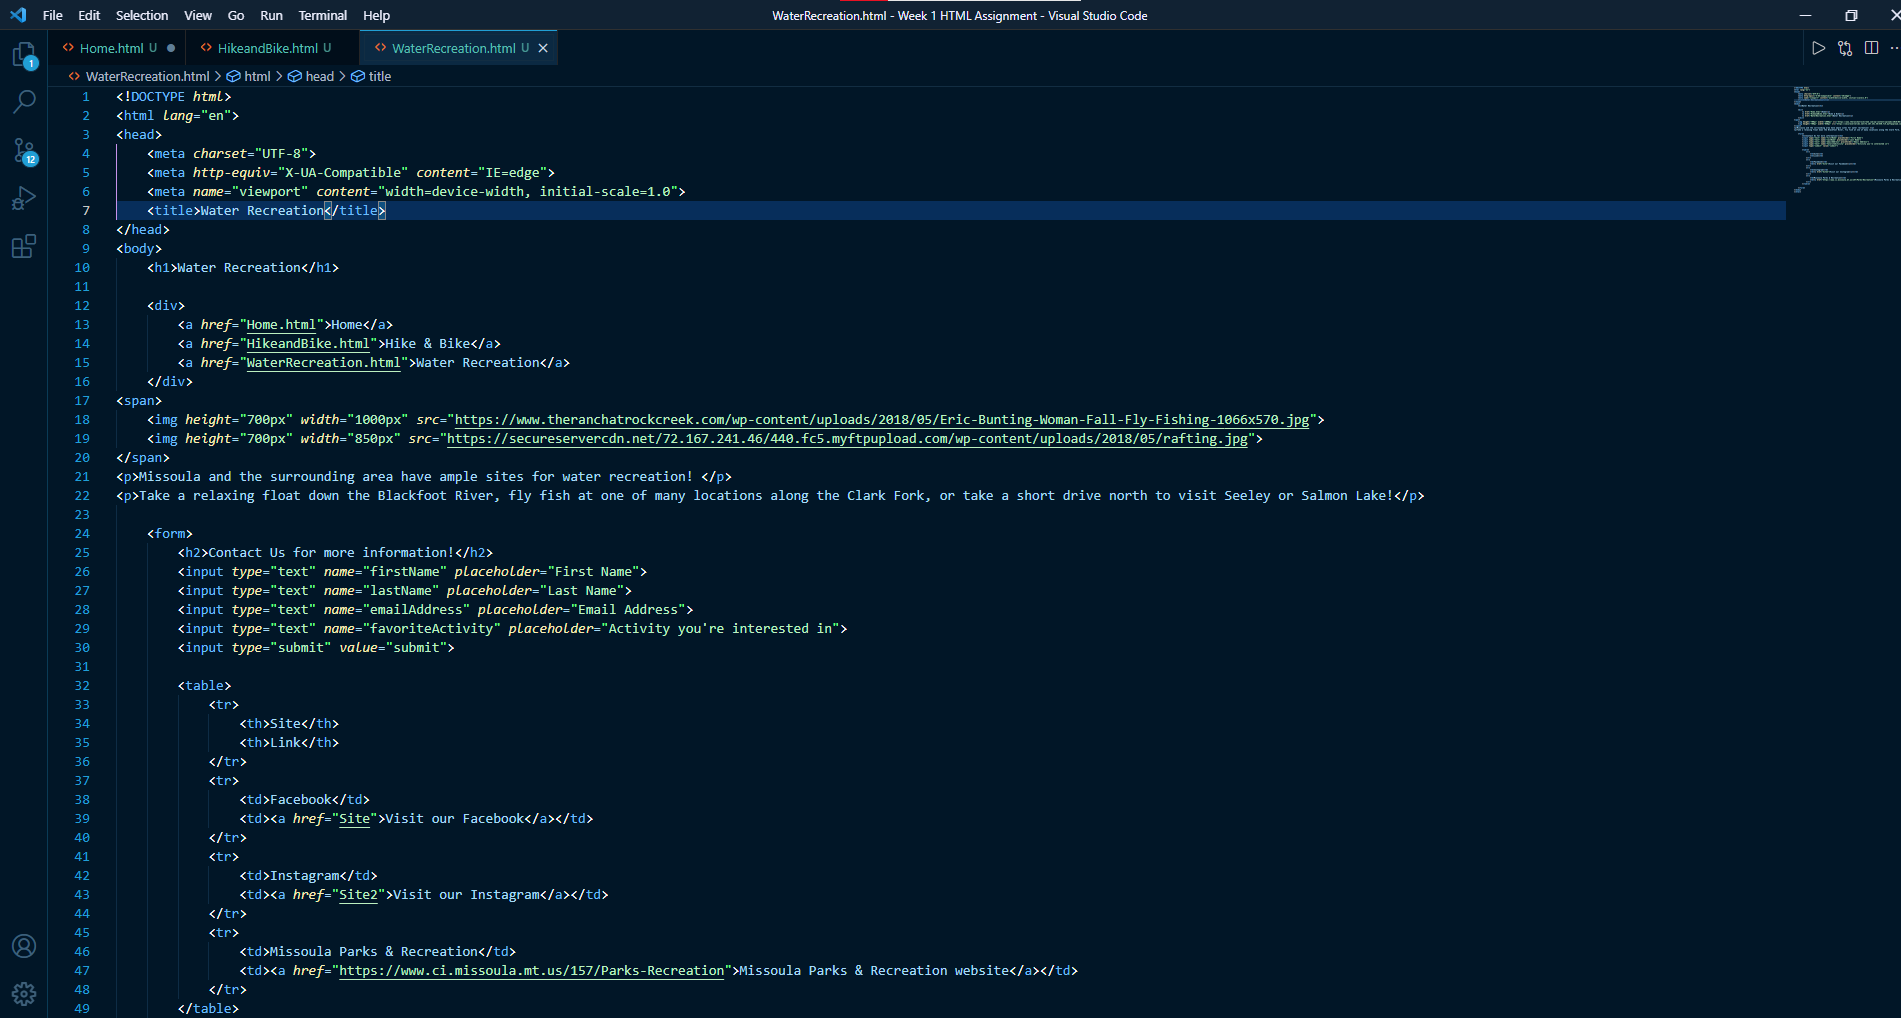 File Edit Selection View Go Run Terminal Help WaterRecreation.html - Week 1 HTML Assignment - Visual Studio Code
Home.html U HikeandBike.html U WaterRecreation.html U
1
WaterRecreation.html > html > head > title
1 <!DOCTYPE html>
2 <html lang="en">
3 <head>
4 <meta charset="UTF-8">
5 <meta http-equiv="X-UA-Compatible" content="IE=edge">
12
6 <meta name="viewport" content="width=device-width, initial-scale=1.0">
7 <title>Water Recreation</title>
8 </head>
9 <body>
10 <h1>Water Recreation</h1>
11
12 <div>
13 <a href="Home.html">Home</a>
14 <a href="HikeandBike.html">Hike & Bike</a>
15 <a href="WaterRecreation.html">Water Recreation</a>
16 </div>
17 <span>
18 <img height="700px" width="1000px" src="https://www.theranchatrockcreek.com/wp-content/uploads/2018/05/Eric-Bunting-Woman-Fall-Fly-Fishing-1066x570.jpg">
19 <img height="700px" width="850px" src="https://secureservercdn.net/72.167.241.46/440.fc5.myftpupload.com/wp-content/uploads/2018/05/rafting.jpg">
20 </span>
21 <p>Missoula and the surrounding area have ample sites for water recreation! </p>
22 <p>Take a relaxing float down the Blackfoot River, fly fish at one of many locations along the Clark Fork, or take a short drive north to visit Seeley or Salmon Lake!</p>
23
24 <form>
25 <h2>Contact Us for more information!</h2>
26 <input type="text" name="firstName" placeholder="First Name">
27 <input type="text" name="lastName" placeholder="Last Name">
28 <input type="text" name="emailAddress" placeholder="Email Address">
29 <input type="text" name="favoriteActivity" placeholder="Activity you're interested in">
30 <input type="submit" value="submit">
31
32 <table>
33 <tr>
34 <th>Site</th>
35 <th>Link</th>
36 </tr>
37 <tr>
38 <td>Facebook</td>
39 <td><a href="Site">Visit our Facebook</a></td>
40 </tr>
41 <tr>
42 <td>Instagram</td>
43 <td><a href="Site2">Visit our Instagram</a></td>
44 </tr>
45 <tr>
46 <td>Missoula Parks & Recreation</td>
47 <td><a href="https://www.ci.missoula.mt.us/157/Parks-Recreation">Missoula Parks & Recreation website</a></td>
48 </tr>
49 </table>